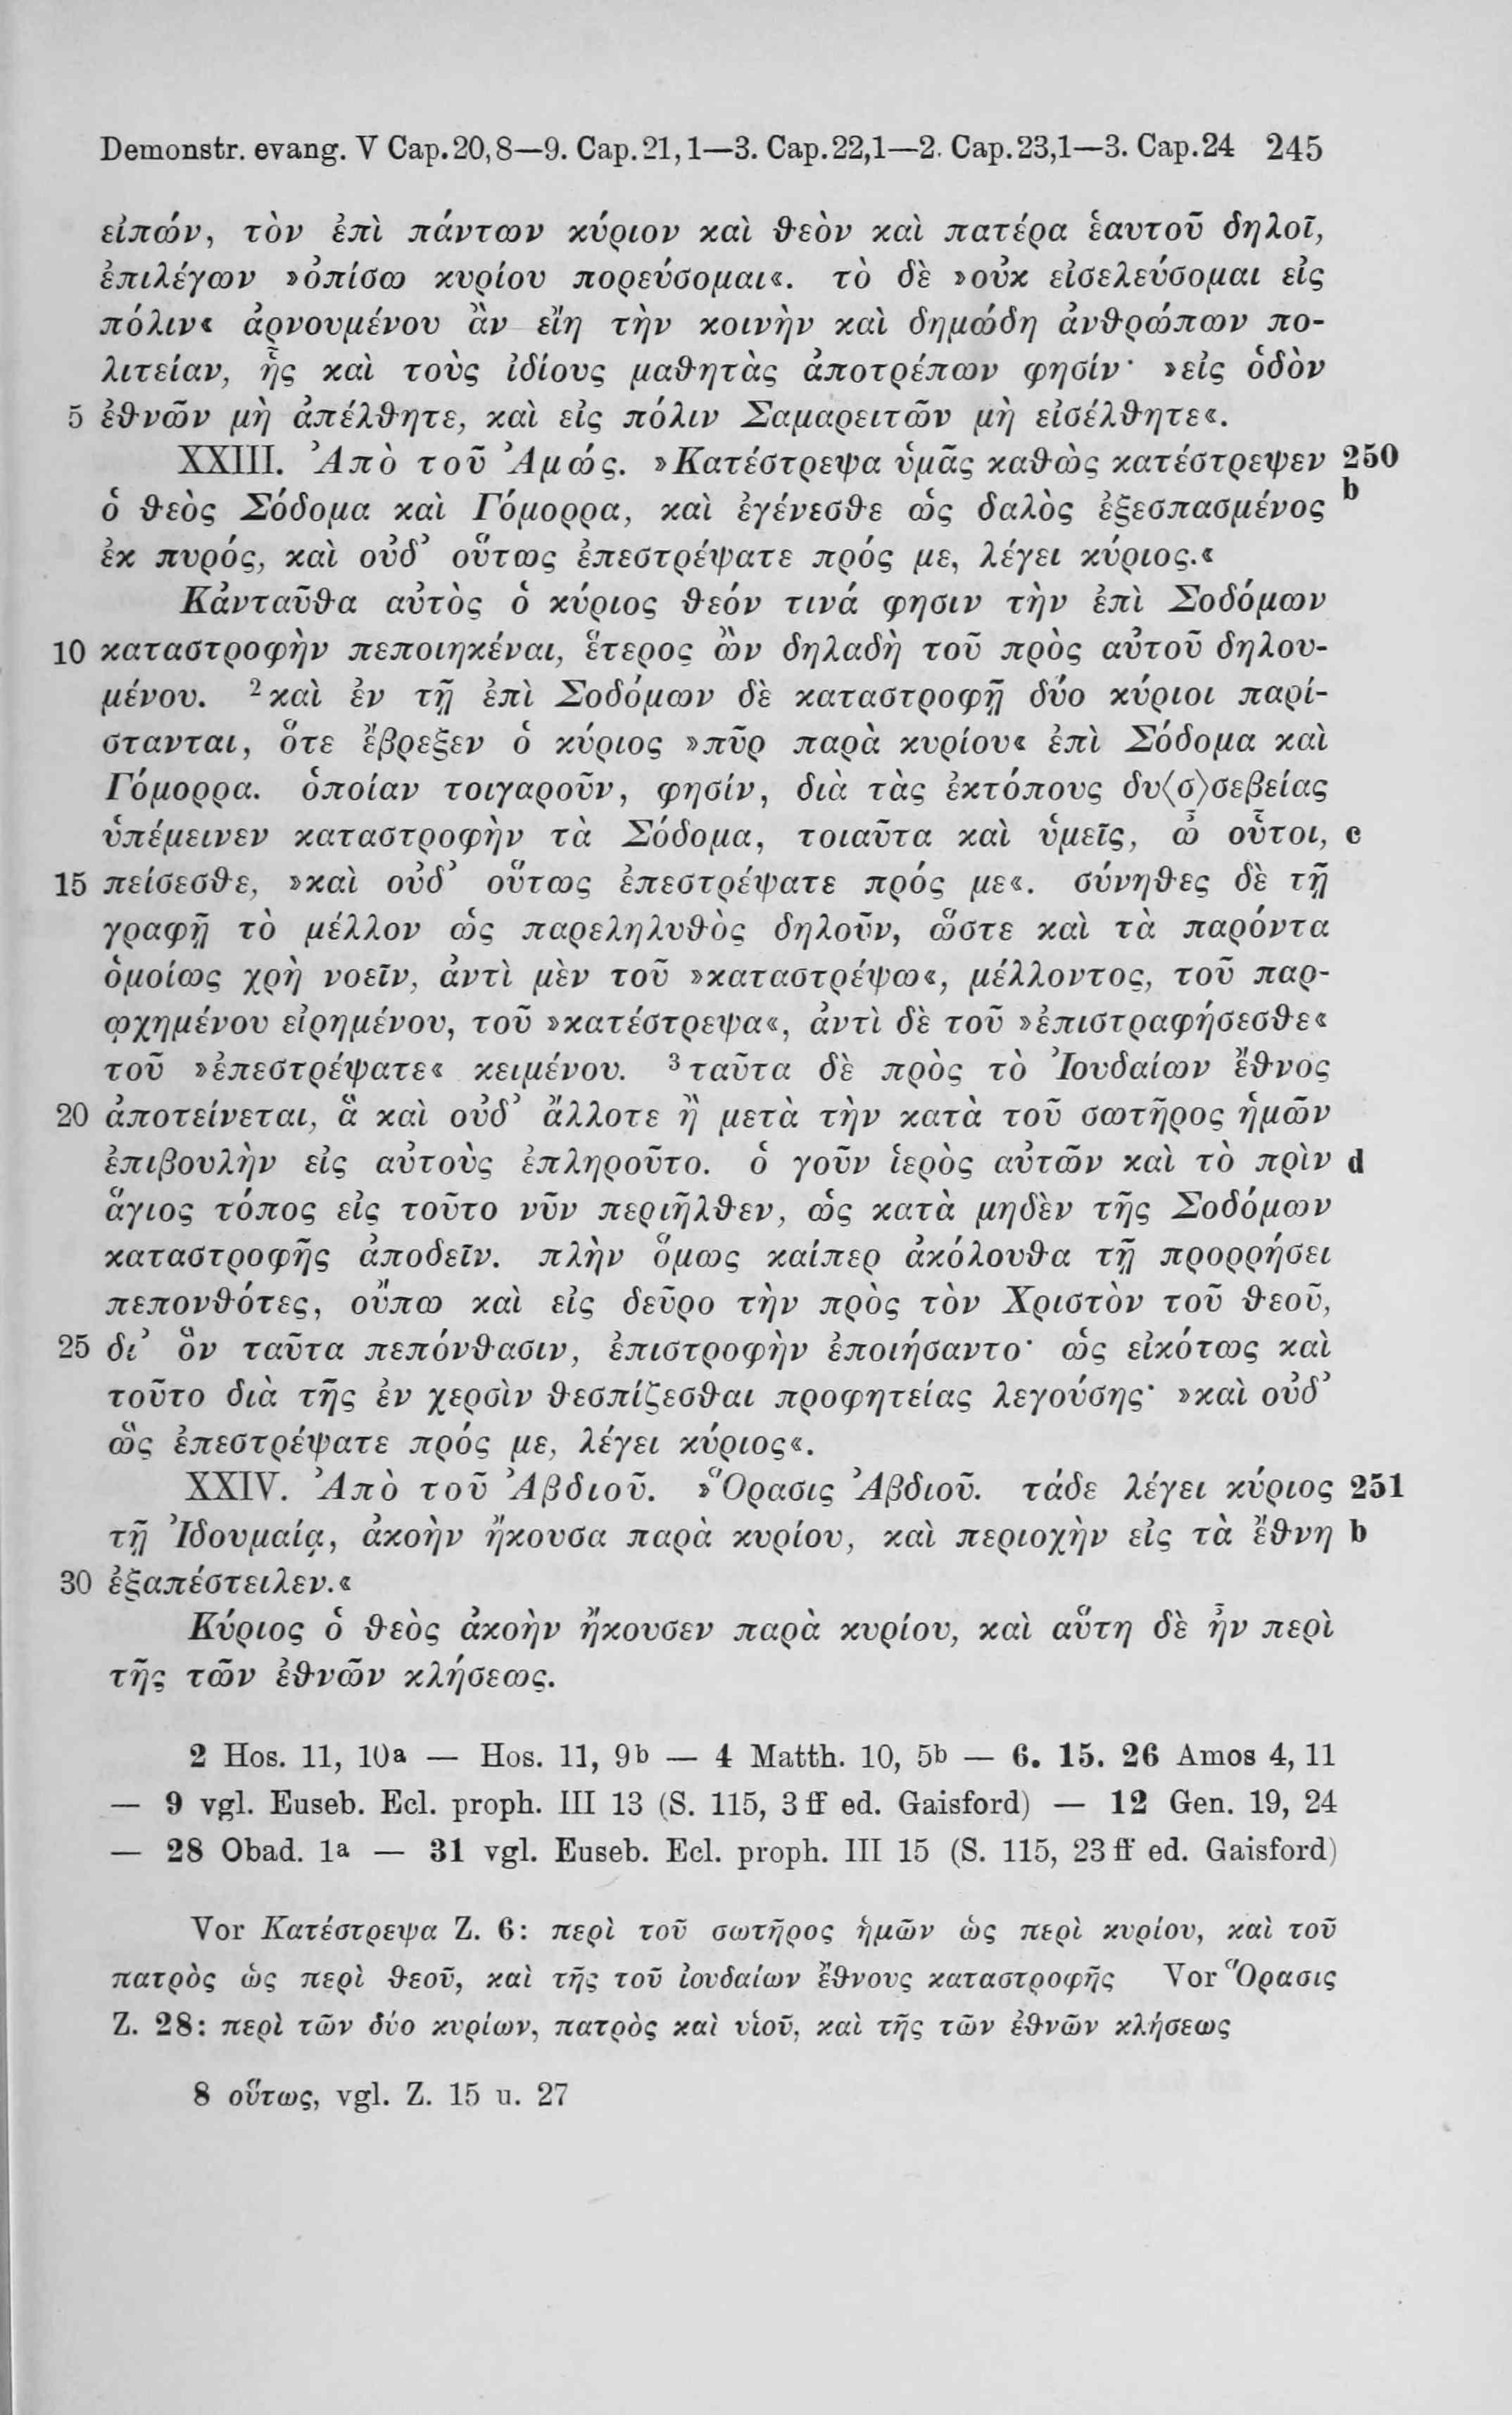 Demonstr. evang. V Cap. 20, 8—9. Cap. 21, 1—3. Cap. 22, 1—2. Cap. 23, 1—3. Cap. 24 245
εἰπών, τὸν ἐπὶ πάντων κύριον καὶ θεὸν καὶ πατέρα ἑαυτοῦ δηλοῖ,
ἐπιλέγων »ὀπίσω κυρίου πορεύσομαι«. τὸ δὲ »οὐκ εἰσελεύσομαι εἰς
πόλιν« ἀρνουμένου ἂν εἴη τὴν κοινὴν καὶ δημώδη ἀνθρώπων πο-
λιτείαν, ἧς καὶ τοὺς ἰδίους μαθητὰς ἀποτρέπων φησίν· »εἰς ὁδὸν
5 ἐθνῶν μὴ ἀπέλθητε, καὶ εἰς πόλιν Σαμαρειτῶν μὴ εἰσέλθητε«.
XXIII. Ἀπὸ τοῦ Ἀμώς. »Κατέστρεψα ὑμᾶς καθὼς κατέστρεψεν 250
ὁ θεὸς Σόδομα καὶ Γόμορρα, καὶ ἐγένεσθε ὡς δαλὸς ἐξεσπασμένος b
ἐκ πυρός, καὶ οὐδ’ οὕτως ἐπεστρέψατε πρός με, λέγει κύριος.«
Κἀνταῦθα αὐτὸς ὁ κύριος θεόν τινά φησιν τὴν ἐπὶ Σοδόμων
10 καταστροφὴν πεποιηκέναι, ἕτερος ὢν δηλαδὴ τοῦ πρὸς αὐτοῦ δηλου-
μένου. ²καὶ ἐν τῇ ἐπὶ Σοδόμων δὲ καταστροφῇ δύο κύριοι παρί-
στανται, ὅτε ἔβρεξεν ὁ κύριος »πῦρ παρὰ κυρίου« ἐπὶ Σόδομα καὶ
Γόμορρα. ὁποίαν τοιγαροῦν, φησίν, διὰ τὰς ἐκτόπους δυ⟨σ⟩σεβείας
ὑπέμεινεν καταστροφὴν τὰ Σόδομα, τοιαῦτα καὶ ὑμεῖς, ὦ οὗτοι, c
15 πείσεσθε, »καὶ οὐδ’ οὕτως ἐπεστρέψατε πρός με«. σύνηθες δὲ τῇ
γραφῇ τὸ μέλλον ὡς παρεληλυθὸς δηλοῦν, ὥστε καὶ τὰ παρόντα
ὁμοίως χρὴ νοεῖν, ἀντὶ μὲν τοῦ »καταστρέψω«, μέλλοντος, τοῦ παρ-
ῳχημένου εἰρημένου, τοῦ »κατέστρεψα«, ἀντὶ δὲ τοῦ »ἐπιστραφήσεσθε«
τοῦ »ἐπεστρέψατε« κειμένου. ³ταῦτα δὲ πρὸς τὸ Ἰουδαίων ἔθνος
20 ἀποτείνεται, ἃ καὶ οὐδ’ ἄλλοτε ἢ μετὰ τὴν κατὰ τοῦ σωτῆρος ἡμῶν
ἐπιβουλὴν εἰς αὐτοὺς ἐπληροῦτο. ὁ γοῦν ἱερὸς αὐτῶν καὶ τὸ πρὶν d
ἅγιος τόπος εἰς τοῦτο νῦν περιῆλθεν, ὡς κατὰ μηδὲν τῆς Σοδόμων
καταστροφῆς ἀποδεῖν. πλὴν ὅμως καίπερ ἀκόλουθα τῇ προρρήσει
πεπονθότες, οὔπω καὶ εἰς δεῦρο τὴν πρὸς τὸν Χριστὸν τοῦ θεοῦ,
25 δι’ ὃν ταῦτα πεπόνθασιν, ἐπιστροφὴν ἐποιήσαντο· ὡς εἰκότως καὶ
τοῦτο διὰ τῆς ἐν χερσὶν θεσπίζεσθαι προφητείας λεγούσης· »καὶ οὐδ’
ὣς ἐπεστρέψατε πρός με, λέγει κύριος«.
XXIV. Ἀπὸ τοῦ Ἀβδιοῦ. »Ὅρασις Ἀβδιοῦ. τάδε λέγει κύριος 251
τῇ Ἰδουμαίᾳ, ἀκοὴν ἤκουσα παρὰ κυρίου, καὶ περιοχὴν εἰς τὰ ἔθνη b
30 ἐξαπέστειλεν.«
Κύριος ὁ θεὸς ἀκοὴν ἤκουσεν παρὰ κυρίου, καὶ αὕτη δὲ ἦν περὶ
τῆς τῶν ἐθνῶν κλήσεως.
2 Hos. 11, 10a — Hos. 11, 9b — 4 Matth. 10, 5b — 6. 15. 26 Amos 4, 11
— 9 vgl. Euseb. Ecl. proph. III 13 (S. 115, 3 ff ed. Gaisford) — 12 Gen. 19, 24
— 28 Obad. 1a — 31 vgl. Euseb. Ecl. proph. III 15 (S. 115, 23 ff ed. Gaisford)
Vor Κατέστρεψα Z. 6: περὶ τοῦ σωτῆρος ἡμῶν ὡς περὶ κυρίου, καὶ τοῦ
πατρὸς ὡς περὶ θεοῦ, καὶ τῆς τοῦ ἰουδαίων ἔθνους καταστροφῆς Vor Ὅρασις
Z. 28: περὶ τῶν δύο κυρίων, πατρὸς καὶ υἱοῦ, καὶ τῆς τῶν ἐθνῶν κλήσεως
8 οὕτως, vgl. Z. 15 u. 27